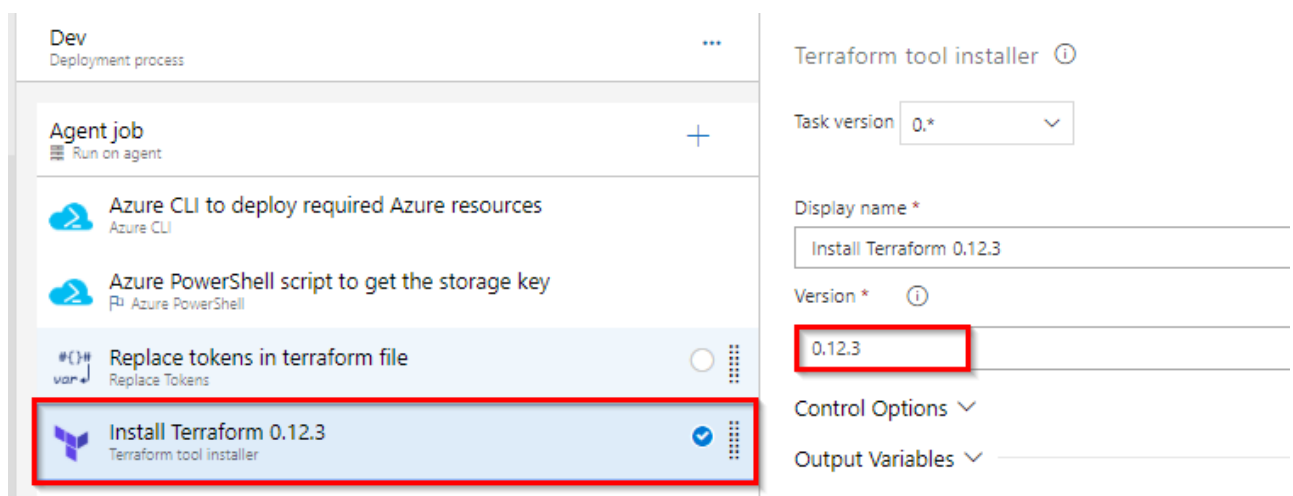 Dev
Deployment process
Agent job
Run on agent
Azure CLI to deploy required Azure resources
Azure CLI
Azure PowerShell script to get the storage key
Azure PowerShell
#{}#
var
Replace tokens in terraform file
Replace Tokens
Install Terraform 0.12.3
Terraform tool installer
Terraform tool installer
Task version 0.*
Display name *
Install Terraform 0.12.3
Version *
0.12.3
Control Options
Output Variables